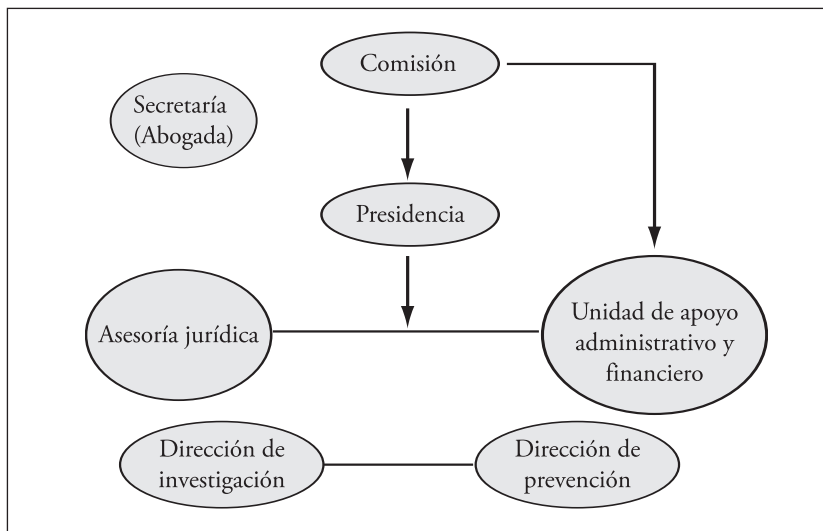 Comisión
Secretaría
(Abogada)
Presidencia
Asesoría jurídica
Unidad de apoyo
administrativo y
financiero
Dirección de
investigación
Dirección de
prevención